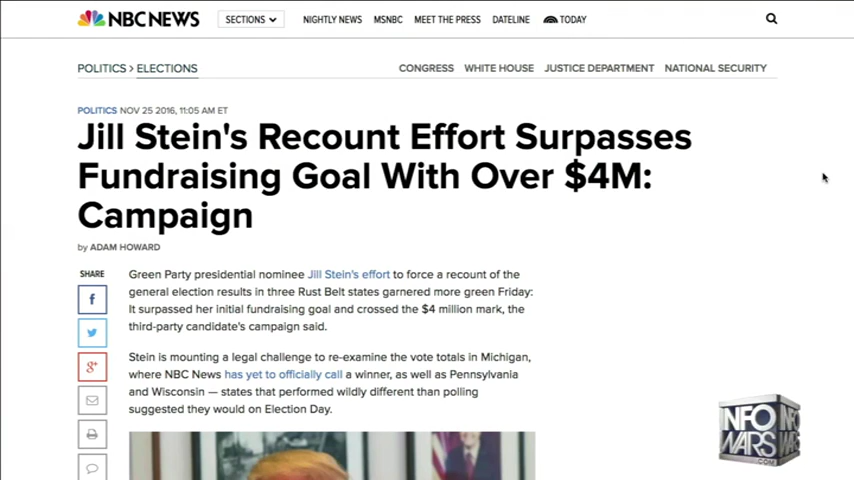 NBC NEWS
SECTIONS
NIGHTLY NEWS MSNBC MEET THE PRESS DATELINE TODAY
POLITICS > ELECTIONS
CONGRESS WHITE HOUSE JUSTICE DEPARTMENT NATIONAL SECURITY
POLITICS NOV 25 2016, 11:05 AM ET
Jill Stein's Recount Effort Surpasses
Fundraising Goal With Over $4M:
Campaign
by ADAM HOWARD
SHARE
f
g+
Green Party presidential nominee Jill Stein's effort to force a recount of the
general election results in three Rust Belt states garnered more green Friday:
It surpassed her initial fundraising goal and crossed the $4 million mark, the
third-party candidate's campaign said.
Stein is mounting a legal challenge to re-examine the vote totals in Michigan,
where NBC News has yet to officially call a winner, as well as Pennsylvania
and Wisconsin — states that performed wildly different than polling
suggested they would on Election Day.
INFO
WARS
.COM